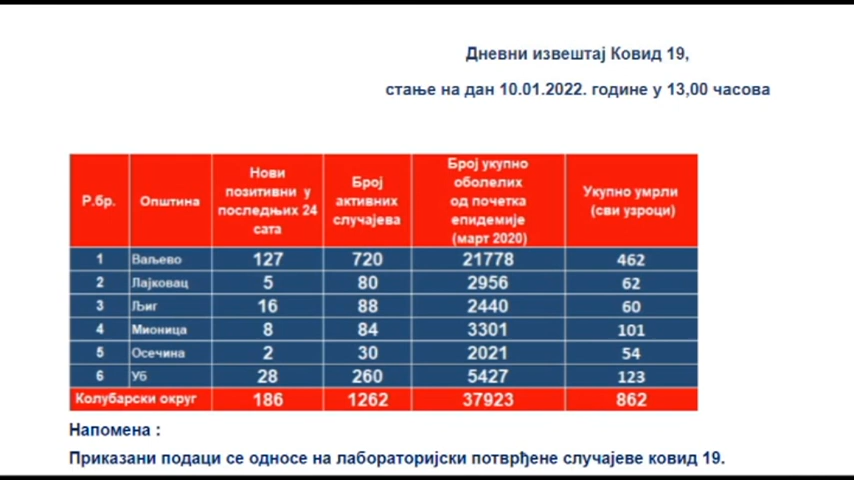 Дневни извештај Ковид 19,
стање на дан 10.01.2022. године у 13,00 часова
Р.бр. Општина Нови позитивни у последњих 24 сата Број активних случајева Број укупно оболелих од почетка епидемије (март 2020) Укупно умрли (сви узроци)
1 Ваљево 127 720 21778 462
2 Лајковац 5 80 2956 62
3 Љиг 16 88 2440 60
4 Мионица 8 84 3301 101
5 Осечина 2 30 2021 54
6 Уб 28 260 5427 123
Колубарски округ 186 1262 37923 862
Напомена :
Приказани подаци се односе на лабораторијски потврђене случајеве ковид 19.